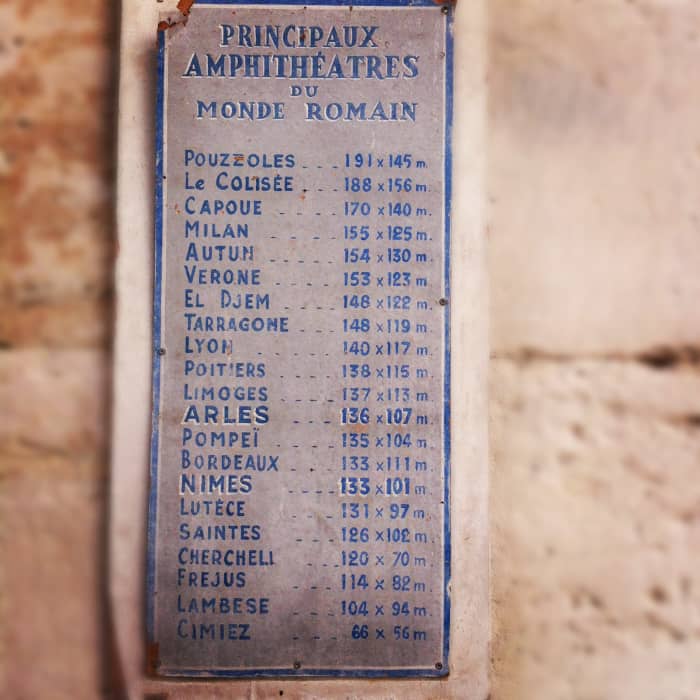 PRINCIPAUX
AMPHITHÉATRES
DU
MONDE ROMAIN
POUZZOLES _ _ _ 191 x 145 m.
LE COLISÉE _ _ _ 188 x 156 m.
CAPOUE _ _ _ _ 170 x 140 m.
MILAN _ _ _ _ 155 x 125 m.
AUTUN _ _ _ _ 154 x 130 m.
VERONE _ _ _ _ 153 x 123 m.
EL DJEM _ _ _ _ 148 x 122 m.
TARRAGONE _ _ _ 148 x 119 m.
LYON _ _ _ _ 140 x 117 m.
POITIERS _ _ _ _ 138 x 115 m.
LIMOGES _ _ _ _ 137 x 113 m.
ARLES _ _ _ _ 136 x 107 m.
POMPEÏ _ _ _ _ 135 x 104 m.
BORDEAUX _ _ _ _ 133 x 111 m.
NIMES _ _ _ _ 133 x 101 m.
LUTÈCE _ _ _ _ 131 x 97 m.
SAINTES _ _ _ _ 126 x 102 m.
CHERCHELL _ _ _ 120 x 70 m.
FREJUS _ _ _ _ 114 x 82 m.
LAMBESE _ _ _ _ 104 x 94 m.
CIMIEZ _ _ _ _ 66 x 56 m